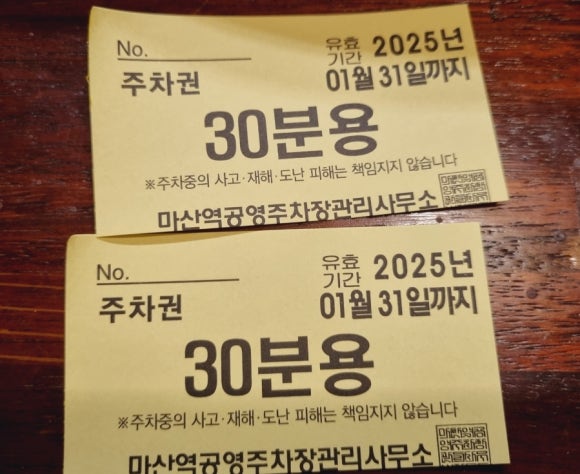 No.
유효기간 2025년
01월 31일까지
주차권
30분용
※주차중의 사고·재해·도난 피해는 책임지지 않습니다
마산역공영주차장관리사무소
No.
유효기간 2025년
01월 31일까지
주차권
30분용
※주차중의 사고·재해·도난 피해는 책임지지 않습니다
마산역공영주차장관리사무소